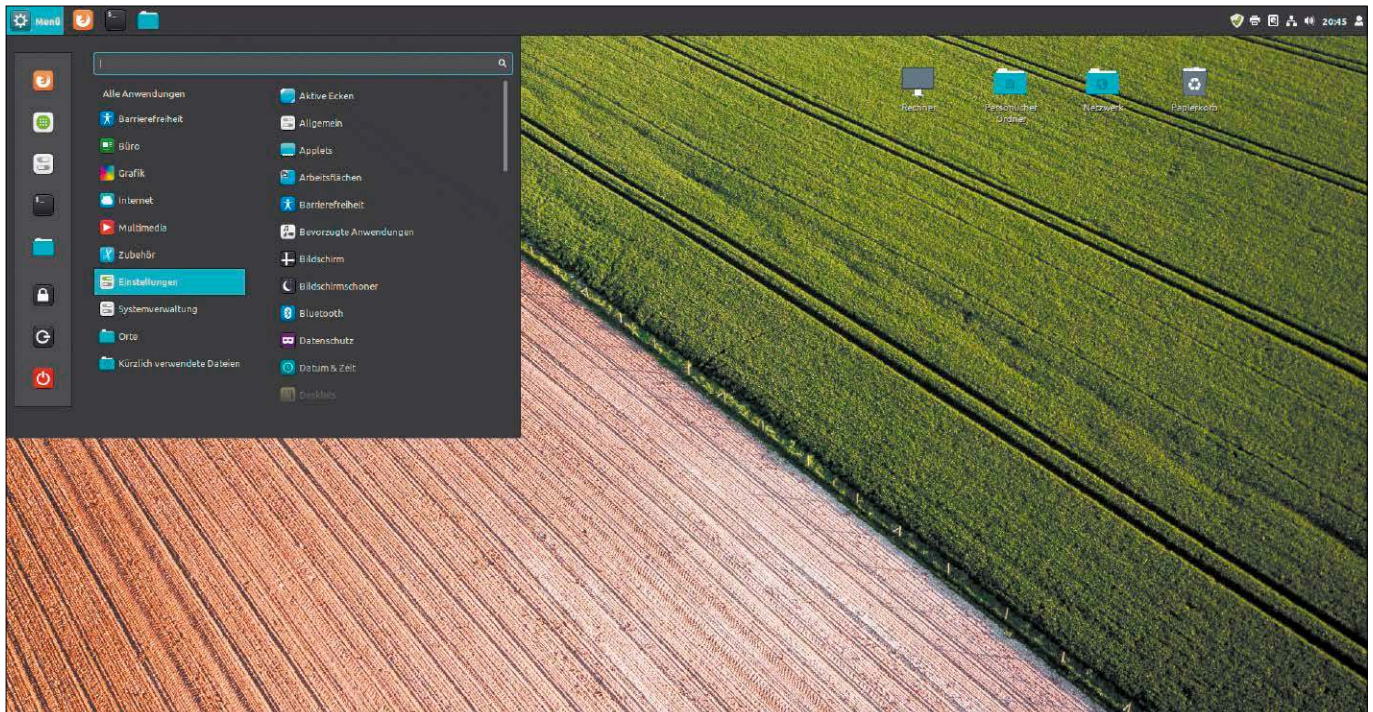 Menü
20:45
Alle Anwendungen
Barrierefreiheit
Büro
Grafik
Internet
Multimedia
Zubehör
Einstellungen
Systemverwaltung
Orte
Kürzlich verwendete Dateien
Aktive Ecken
Allgemein
Applets
Arbeitsflächen
Barrierefreiheit
Bevorzugte Anwendungen
Bildschirm
Bildschirmschoner
Bluetooth
Datenschutz
Datum & Zeit
Desklets
Rechner
Persönlicher
Ordner
Netzwerk
Papierkorb